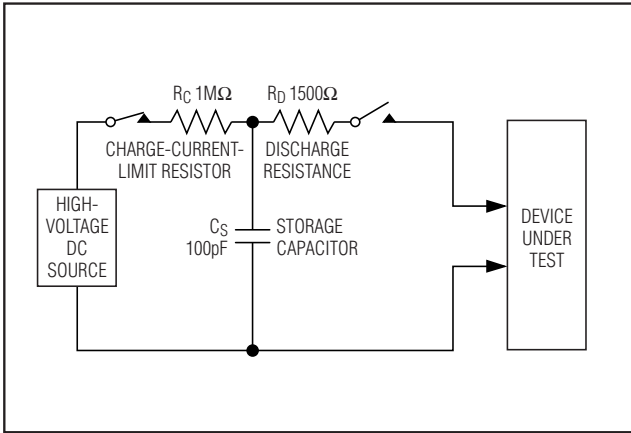 R_C 1MΩ
R_D 1500Ω
CHARGE-CURRENT-
LIMIT RESISTOR
DISCHARGE
RESISTANCE
HIGH-
VOLTAGE
DC
SOURCE
C_S
100pF
STORAGE
CAPACITOR
DEVICE
UNDER
TEST